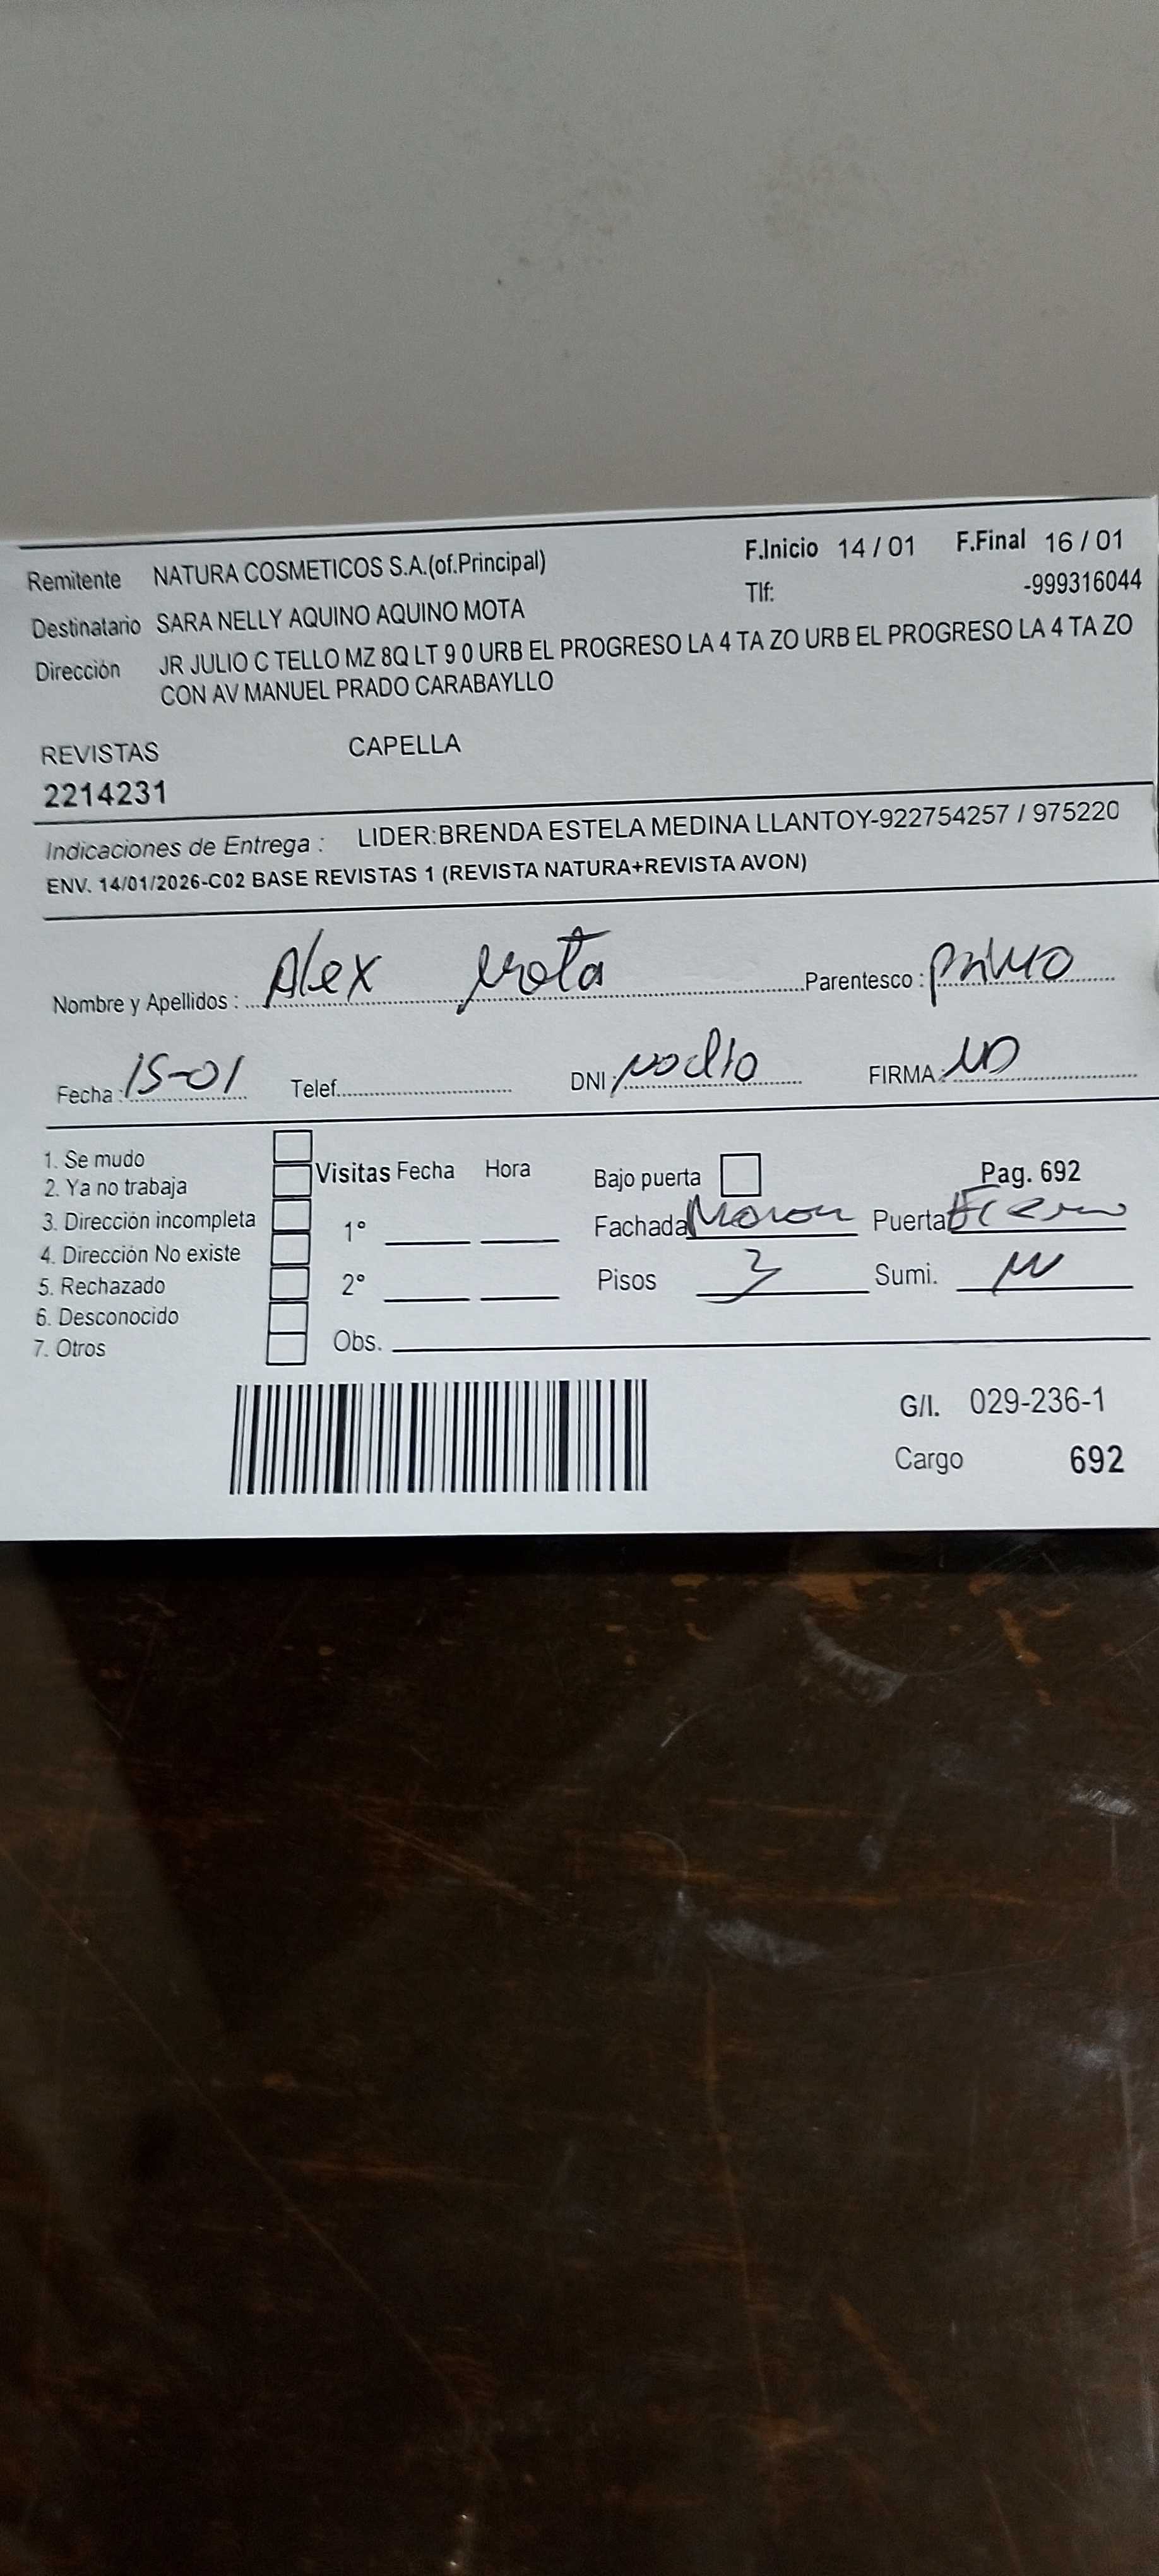 Remitente NATURA COSMETICOS S.A.(of.Principal) F.Inicio 14 / 01 F.Final 16 / 01
Tlf: -999316044
Destinatario SARA NELLY AQUINO AQUINO MOTA
Dirección JR JULIO C TELLO MZ 8Q LT 9 0 URB EL PROGRESO LA 4 TA ZO URB EL PROGRESO LA 4 TA ZO
CON AV MANUEL PRADO CARABAYLLO
REVISTAS CAPELLA
2214231
Indicaciones de Entrega : LIDER:BRENDA ESTELA MEDINA LLANTOY-922754257 / 975220
ENV. 14/01/2026-C02 BASE REVISTAS 1 (REVISTA NATURA+REVISTA AVON)
Nombre y Apellidos : Alex Mota Parentesco : primo
Fecha : 15-01 Telef. DNI : no dio FIRMA :
1. Se mudo
2. Ya no trabaja
3. Dirección incompleta
4. Dirección No existe
5. Rechazado
6. Desconocido
7. Otros
Visitas Fecha Hora
1°
2°
Obs.
Bajo puerta Pag. 692
Fachada Puerta
Pisos 3 Sumi.
G/I. 029-236-1
Cargo 692